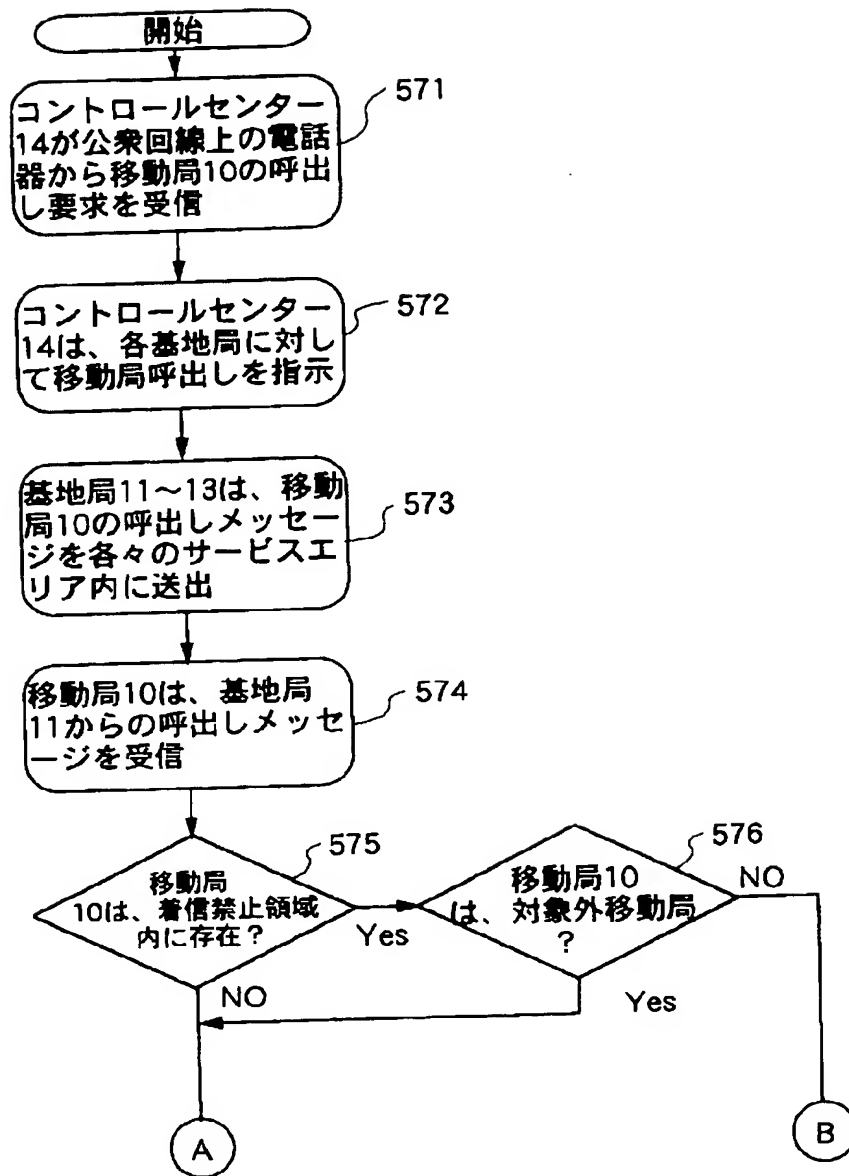 開始
コントロールセンター
14が公衆回線上の電話
器から移動局10の呼出
し要求を受信
571
コントロールセンター
14は、各基地局に対し
て移動局呼出しを指示
572
基地局11～13は、移動
局10の呼出しメッセー
ジを各々のサービスエ
リア内に送出
573
移動局10は、基地局
11からの呼出しメッセ
ージを受信
574
移動局
10は、着信禁止領域
内に存在？
575
Yes
NO
移動局10
は、対象外移動局
？
576
NO
Yes
A
B